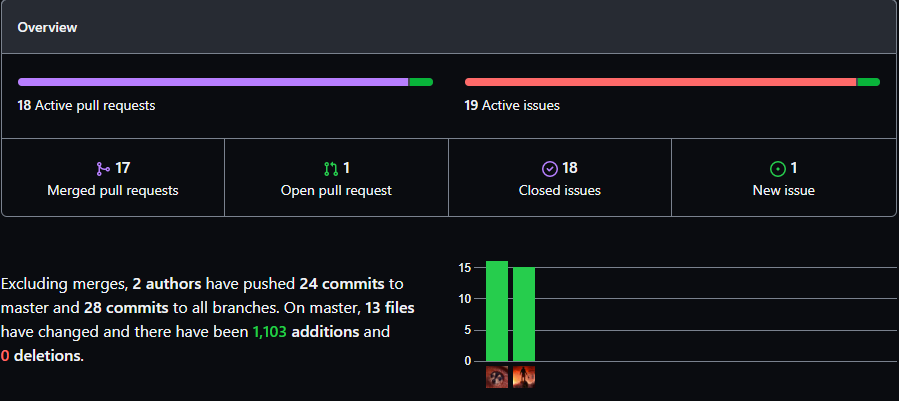 Overview
18 Active pull requests
19 Active issues
17
Merged pull requests
1
Open pull request
18
Closed issues
1
New issue
Excluding merges, 2 authors have pushed 24 commits to
master and 28 commits to all branches. On master, 13 files
have changed and there have been 1,103 additions and
0 deletions.
15
10
5
0